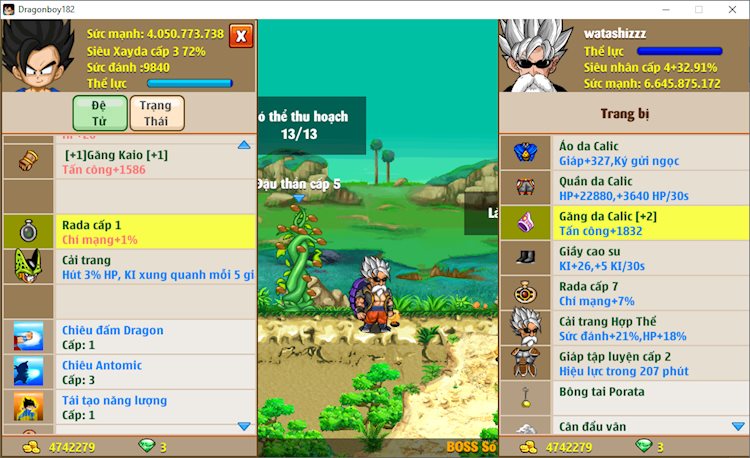 Dragonboy182
Sức mạnh: 4.050.773.738
Siêu Xayda cấp 3 72%
Sức đánh :9840
Thể lực
X
Đệ
Tử
Trạng
Thái
[+1]Găng Kaio [+1]
Tấn công+1586
Rada cấp 1
Chí mạng+1%
Cải trang
Hút 3% HP, KI xung quanh mỗi 5 gi
Chiêu đấm Dragon
Cấp: 1
Chiêu Antomic
Cấp: 3
Tái tạo năng lượng
Cấp: 1
4742279
3
ó thể thu hoạch
13/13
Đậu thần cấp 5
Là
BOSS Số
watashizzz
Thể lực
Siêu nhân cấp 4+32.91%
Sức mạnh: 6.645.875.172
Trang bị
Áo da Calic
Giáp+327,Ký gửi ngọc
Quần da Calic
HP+22880,+3640 HP/30s
Găng da Calic [+2]
Tấn công+1832
Giầy cao su
KI+26,+5 KI/30s
Rada cấp 7
Chí mạng+7%
Cải trang Hợp Thể
Sức đánh+21%,HP+18%
Giáp tập luyện cấp 2
Hiệu lực trong 207 phút
Bông tai Porata
Cân đẩu vân
4742279
3